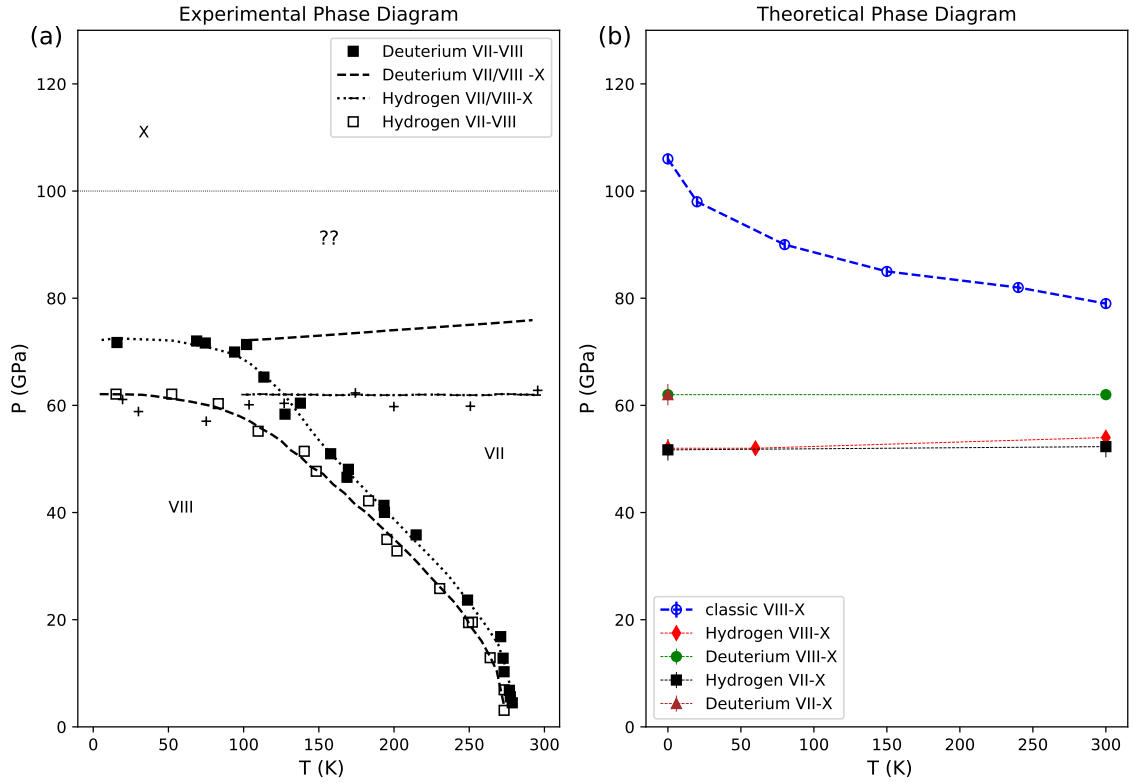 Experimental Phase Diagram
(a)
Deuterium VII-VIII
Deuterium VII/VIII -X
Hydrogen VII/VIII-X
Hydrogen VII-VIII
X
??
VII
VIII
P (GPa)
120
100
80
60
40
20
0
0 50 100 150 200 250 300
T (K)
Theoretical Phase Diagram
(b)
P (GPa)
120
100
80
60
40
20
0
classic VIII-X
Hydrogen VIII-X
Deuterium VIII-X
Hydrogen VII-X
Deuterium VII-X
0 50 100 150 200 250 300
T (K)